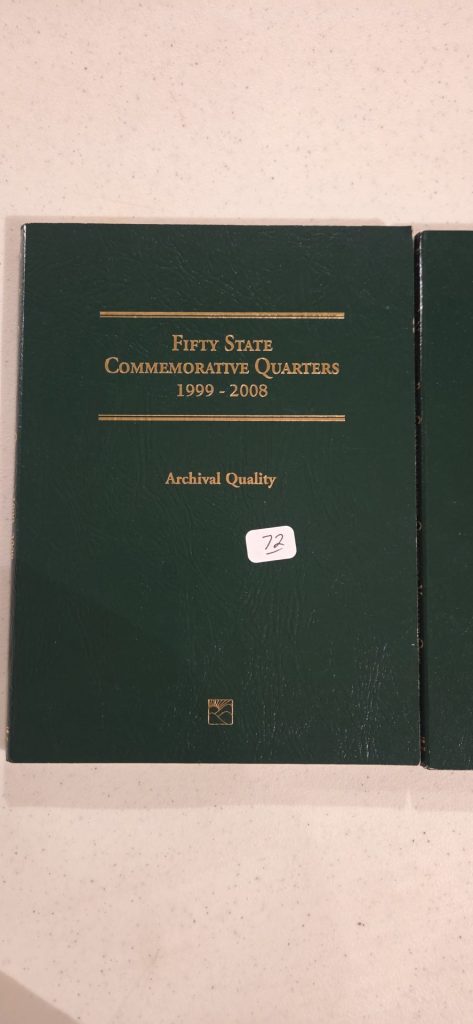 FIFTY STATE
COMMEMORATIVE QUARTERS
1999 - 2008
Archival Quality
72